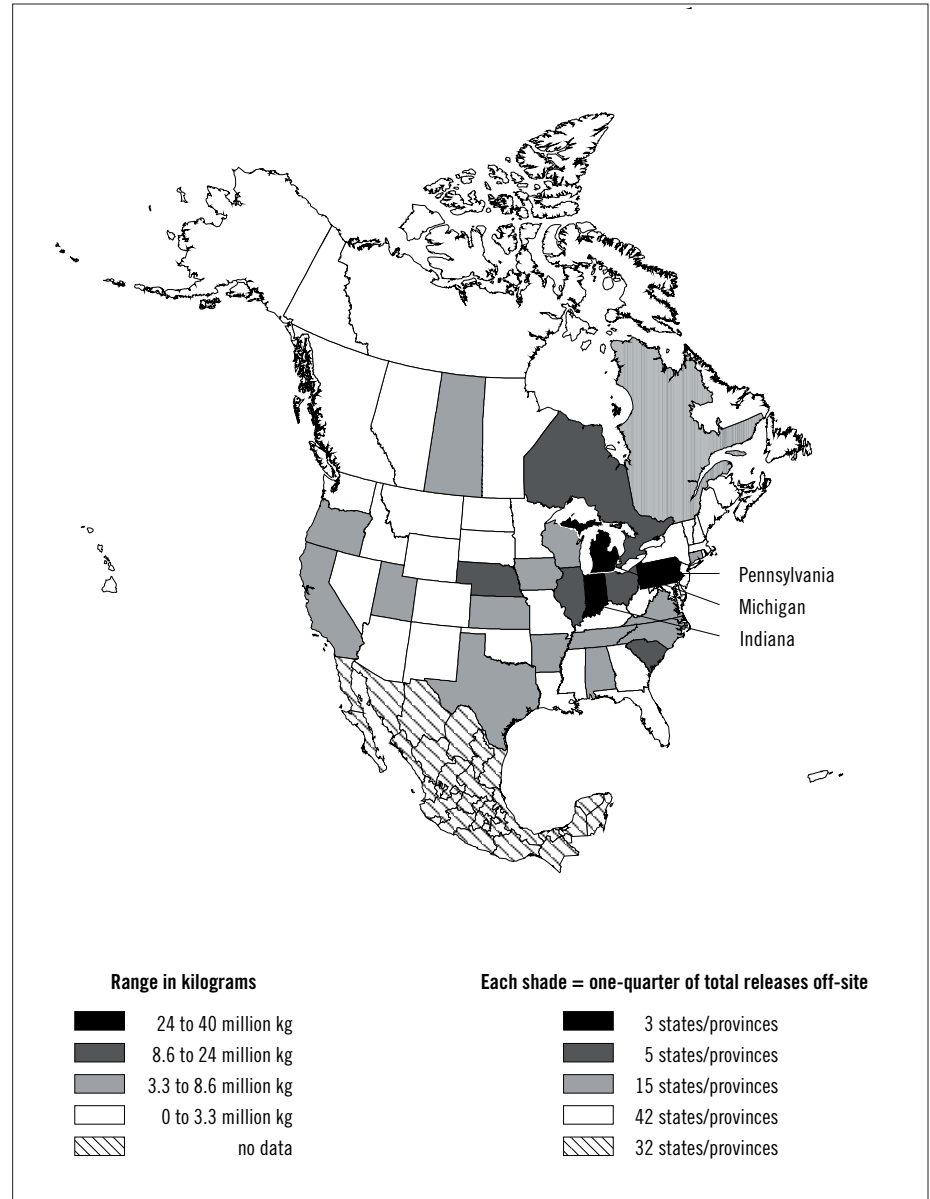 Pennsylvania
Michigan
Indiana
Range in kilograms
24 to 40 million kg
8.6 to 24 million kg
3.3 to 8.6 million kg
0 to 3.3 million kg
no data
Each shade = one-quarter of total releases off-site
3 states/provinces
5 states/provinces
15 states/provinces
42 states/provinces
32 states/provinces